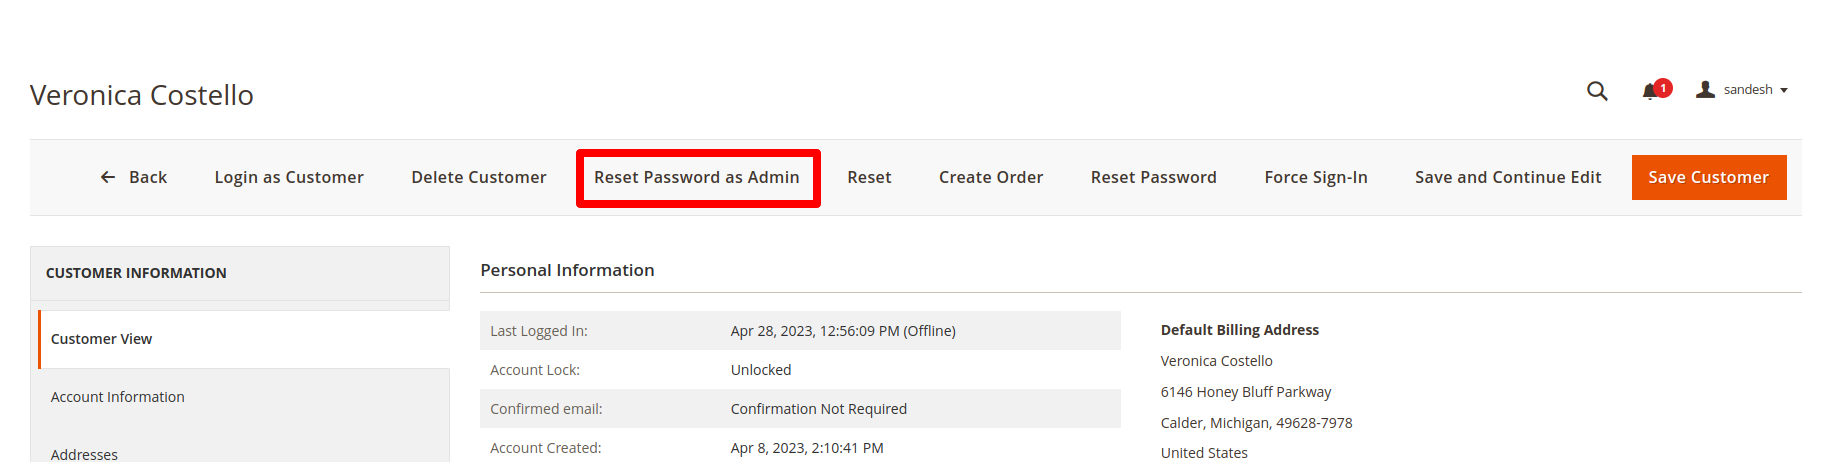 Veronica Costello
1
sandesh
Back
Login as Customer
Delete Customer
Reset Password as Admin
Reset
Create Order
Reset Password
Force Sign-In
Save and Continue Edit
Save Customer
CUSTOMER INFORMATION
Customer View
Account Information
Addresses
Personal Information
Last Logged In: Apr 28, 2023, 12:56:09 PM (Offline)
Account Lock: Unlocked
Confirmed email: Confirmation Not Required
Account Created: Apr 8, 2023, 2:10:41 PM
Default Billing Address
Veronica Costello
6146 Honey Bluff Parkway
Calder, Michigan, 49628-7978
United States